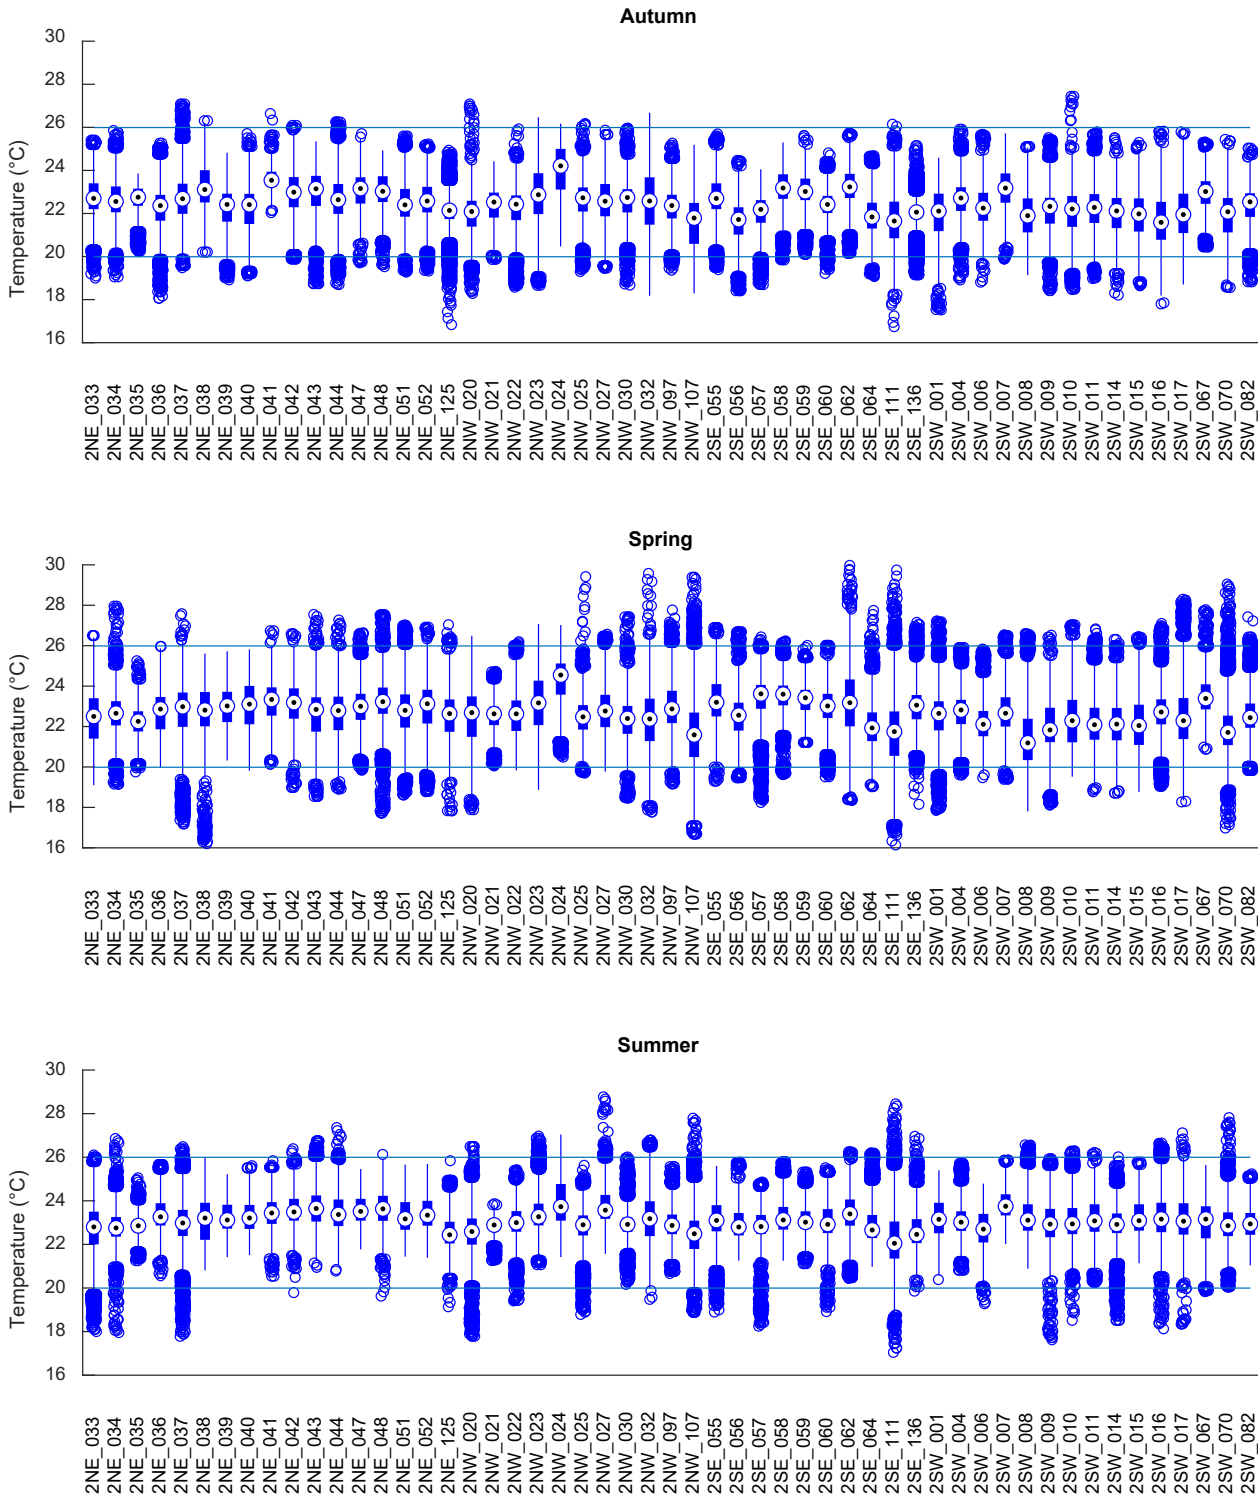 Autumn
30
28
26
24
22
20
18
16
Temperature (°C)
2NE_033
2NE_034
2NE_035
2NE_036
2NE_037
2NE_038
2NE_039
2NE_040
2NE_041
2NE_042
2NE_043
2NE_044
2NE_047
2NE_048
2NE_051
2NE_052
2NE_125
2NW_020
2NW_021
2NW_022
2NW_023
2NW_024
2NW_025
2NW_027
2NW_030
2NW_032
2NW_097
2NW_107
2SE_055
2SE_056
2SE_057
2SE_058
2SE_059
2SE_060
2SE_062
2SE_064
2SE_111
2SE_136
2SW_001
2SW_004
2SW_006
2SW_007
2SW_008
2SW_009
2SW_010
2SW_011
2SW_014
2SW_015
2SW_016
2SW_017
2SW_067
2SW_070
2SW_082
Spring
30
28
26
24
22
20
18
16
Temperature (°C)
2NE_033
2NE_034
2NE_035
2NE_036
2NE_037
2NE_038
2NE_039
2NE_040
2NE_041
2NE_042
2NE_043
2NE_044
2NE_047
2NE_048
2NE_051
2NE_052
2NE_125
2NW_020
2NW_021
2NW_022
2NW_023
2NW_024
2NW_025
2NW_027
2NW_030
2NW_032
2NW_097
2NW_107
2SE_055
2SE_056
2SE_057
2SE_058
2SE_059
2SE_060
2SE_062
2SE_064
2SE_111
2SE_136
2SW_001
2SW_004
2SW_006
2SW_007
2SW_008
2SW_009
2SW_010
2SW_011
2SW_014
2SW_015
2SW_016
2SW_017
2SW_067
2SW_070
2SW_082
Summer
30
28
26
24
22
20
18
16
Temperature (°C)
2NE_033
2NE_034
2NE_035
2NE_036
2NE_037
2NE_038
2NE_039
2NE_040
2NE_041
2NE_042
2NE_043
2NE_044
2NE_047
2NE_048
2NE_051
2NE_052
2NE_125
2NW_020
2NW_021
2NW_022
2NW_023
2NW_024
2NW_025
2NW_027
2NW_030
2NW_032
2NW_097
2NW_107
2SE_055
2SE_056
2SE_057
2SE_058
2SE_059
2SE_060
2SE_062
2SE_064
2SE_111
2SE_136
2SW_001
2SW_004
2SW_006
2SW_007
2SW_008
2SW_009
2SW_010
2SW_011
2SW_014
2SW_015
2SW_016
2SW_017
2SW_067
2SW_070
2SW_082